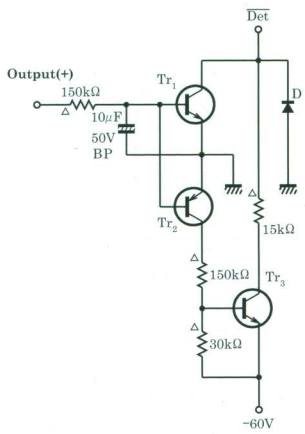 Det
Output(+)
150kΩ
Tr1
10μF
50V
BP
D
Tr2
15kΩ
150kΩ
Tr3
30kΩ
-60V